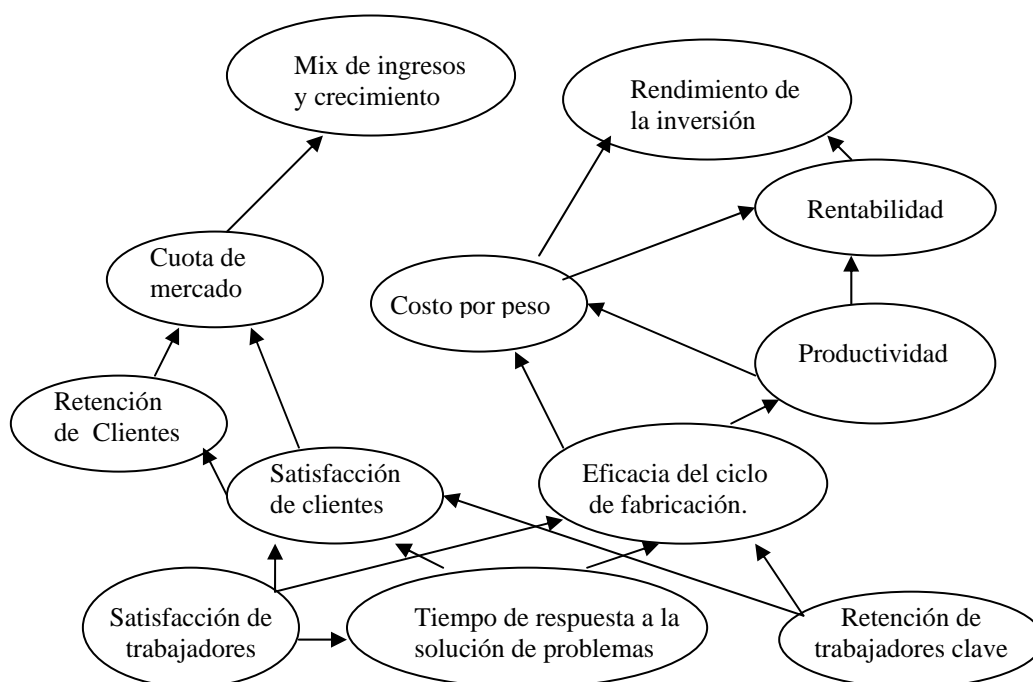 Mix de ingresos
y crecimiento
Rendimiento de
la inversión
Rentabilidad
Cuota de
mercado
Costo por peso
Productividad
Retención
de Clientes
Satisfacción
de clientes
Eficacia del ciclo
de fabricación.
Satisfacción de
trabajadores
Tiempo de respuesta a la
solución de problemas
Retención de
trabajadores clave